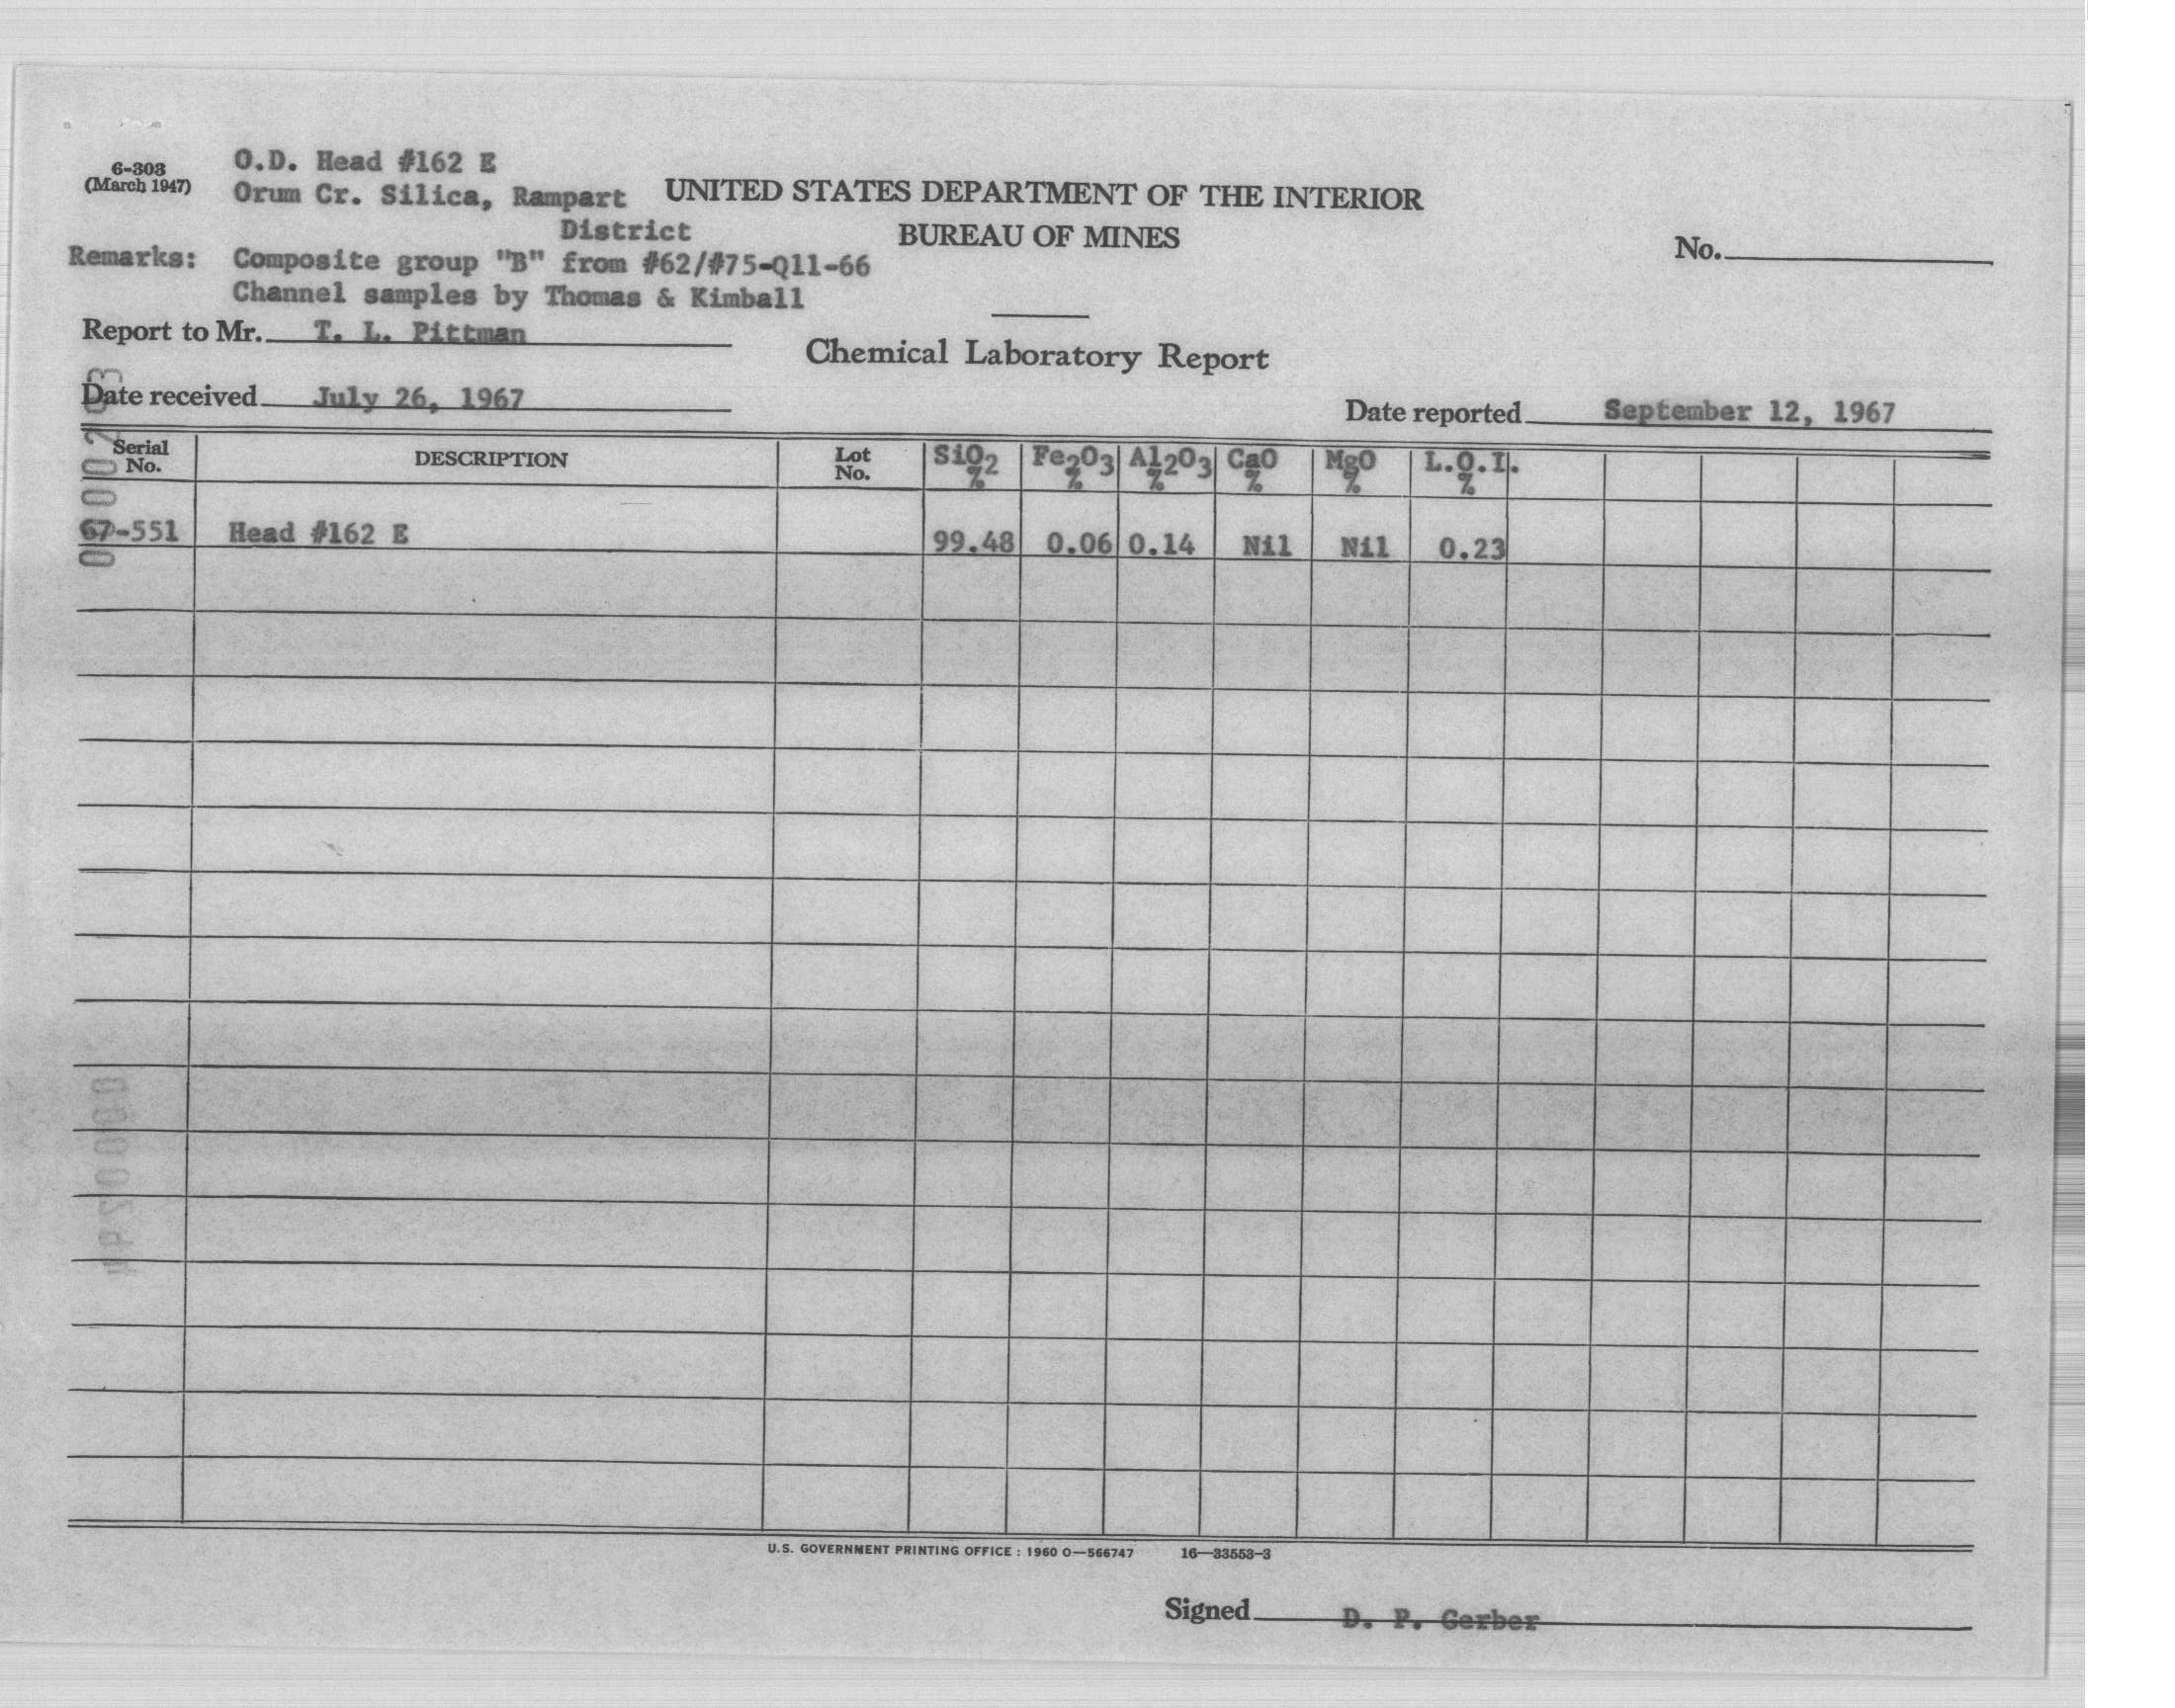 6-303
(March 1947)
O.D. Head #162 E
Orum Cr. Silica, Rampart
District
UNITED STATES DEPARTMENT OF THE INTERIOR
BUREAU OF MINES
No.
Remarks: Composite group "B" from #62/#75-Q11-66
Channel samples by Thomas & Kimball
Report to Mr. T. L. Pittman
Chemical Laboratory Report
Date received July 26, 1967
Date reported September 12, 1967
Serial No. DESCRIPTION Lot No. SiO2 % Fe2O3 % Al2O3 % CaO % MgO % L.O.I. %
67-551 Head #162 E 99.48 0.06 0.14 Nil Nil 0.23
U.S. GOVERNMENT PRINTING OFFICE : 1960 O—566747 16—33553-3
Signed D. P. Gerber